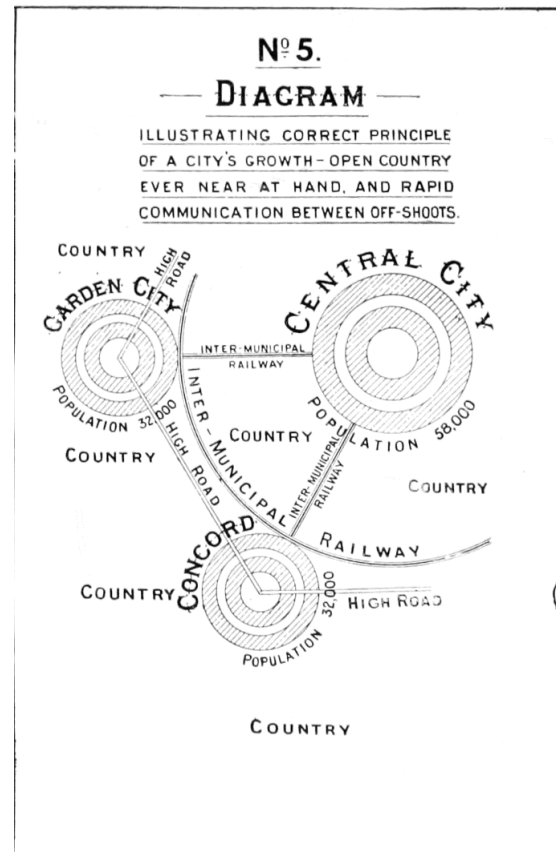 Nº 5.
DIAGRAM
ILLUSTRATING CORRECT PRINCIPLE
OF A CITY'S GROWTH – OPEN COUNTRY
EVER NEAR AT HAND, AND RAPID
COMMUNICATION BETWEEN OFF-SHOOTS.
COUNTRY
HIGH
ROAD
GARDEN CITY
POPULATION 32,000
CENTRAL CITY
POPULATION 58,000
INTER-MUNICIPAL
RAILWAY
INTER-MUNICIPAL RAILWAY
COUNTRY
INTER-MUNICIPAL
RAILWAY
COUNTRY
HIGH ROAD
COUNTRY
CONCORD
POPULATION 32,000
COUNTRY
HIGH ROAD
COUNTRY